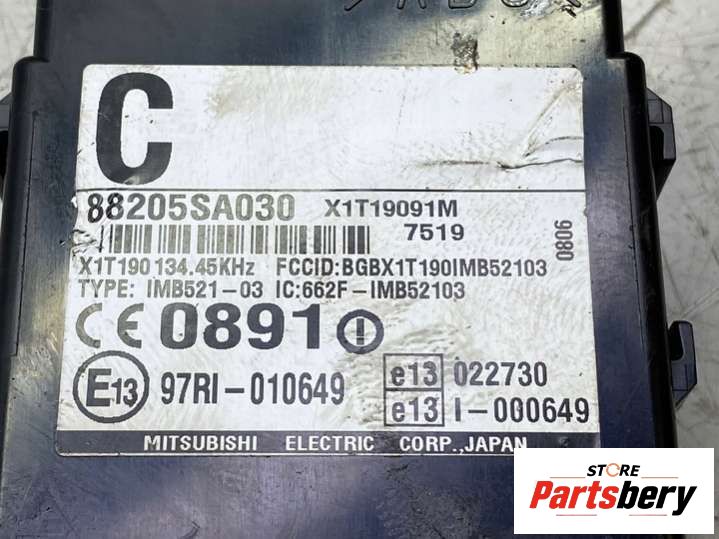 C
88205SA030 X1T19091M
7519
0806
X1T190 134.45KHz FCCID:BGBX1T190IMB52103
TYPE: IMB521-03 IC:662F-IMB52103
CE 0891
E13 97RI-010649
e13 022730
e13 I-000649
MITSUBISHI ELECTRIC CORP.,JAPAN
STORE
Partsbery